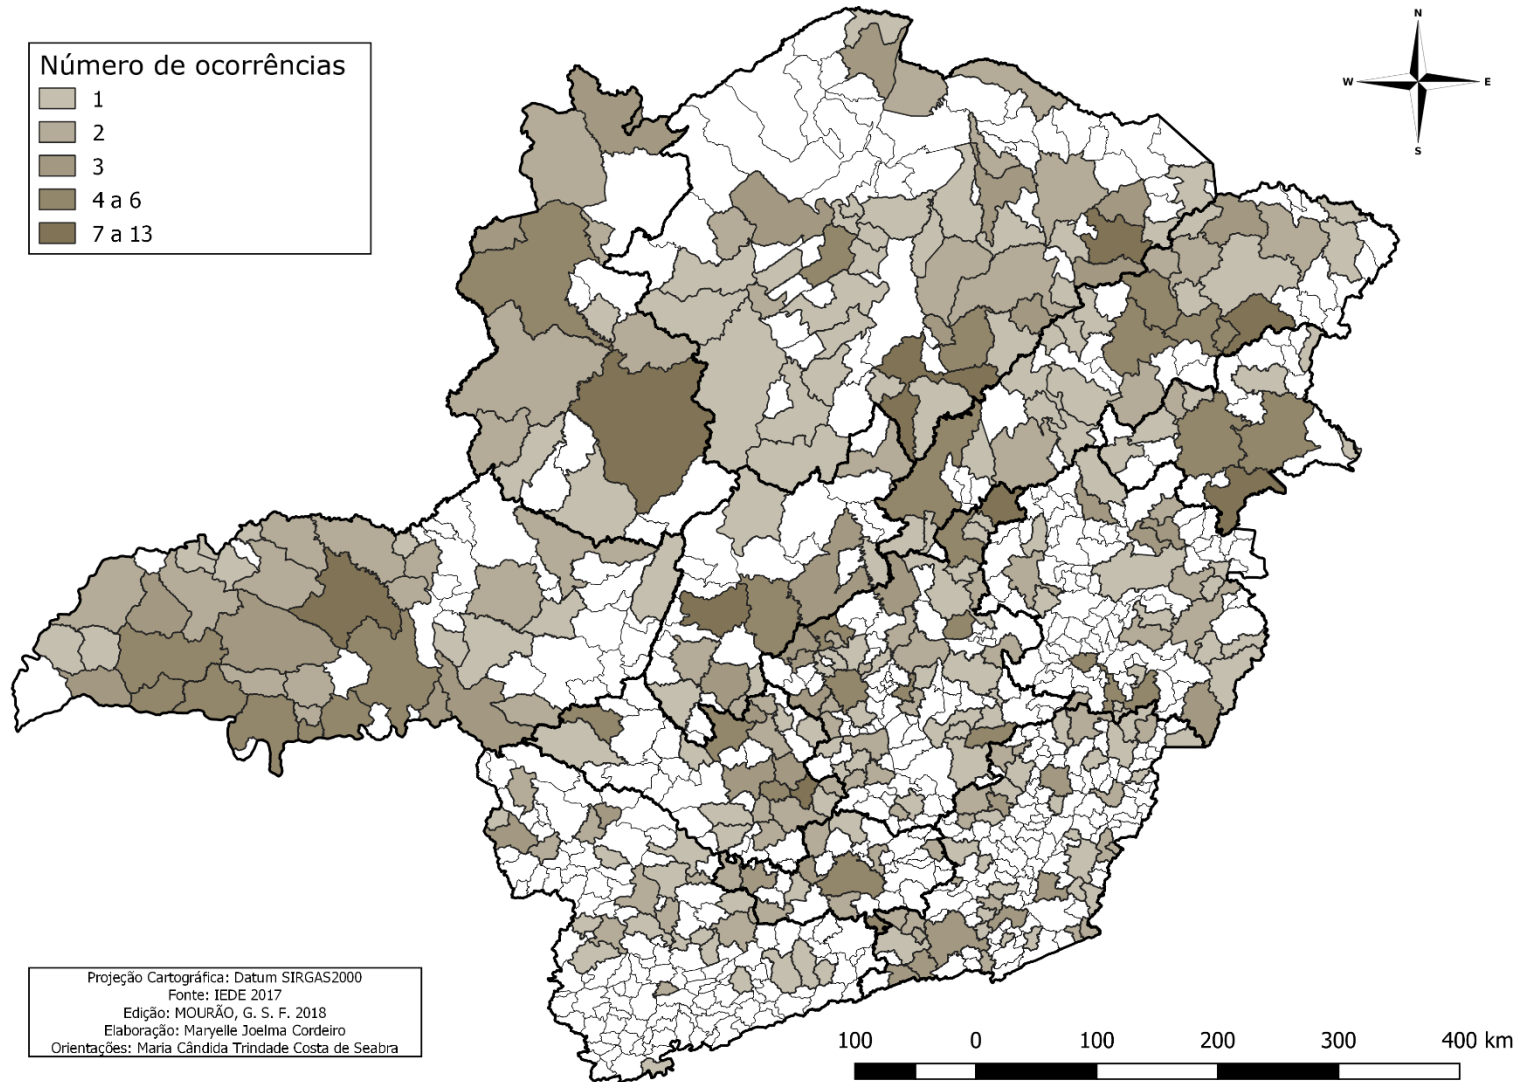 Número de ocorrências
1
2
3
4 a 6
7 a 13
N
W
E
S
Projeção Cartográfica: Datum SIRGAS2000
Fonte: IEDE 2017
Edição: MOURÃO, G. S. F. 2018
Elaboração: Maryelle Joelma Cordeiro
Orientações: Maria Cândida Trindade Costa de Seabra
100 0 100 200 300 400 km